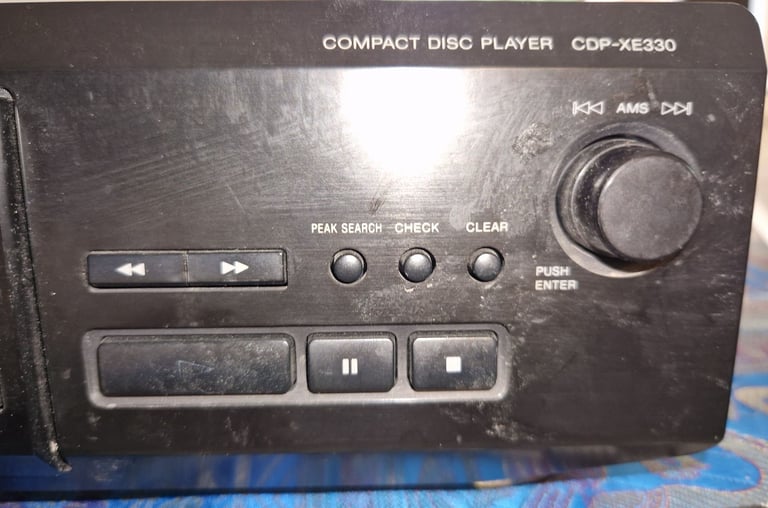 COMPACT DISC PLAYER CDP-XE330
AMS
PEAK SEARCH CHECK CLEAR
PUSH
ENTER